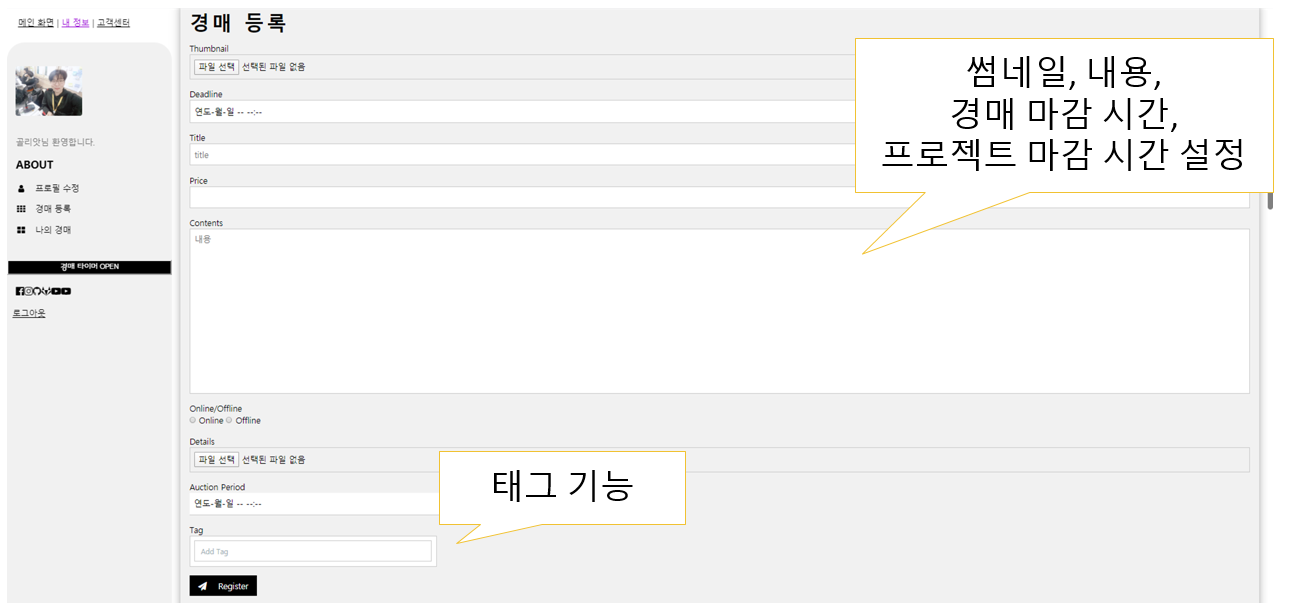 메인 화면 | 내 정보 | 고객센터
골리앗님 환영합니다.
ABOUT
프로필 수정
경매 등록
나의 경매
경매 타이머 OPEN
로그아웃
경매 등록
Thumbnail
파일 선택 선택된 파일 없음
Deadline
연도-월-일 -- --:--
Title
title
Price
Contents
내용
썸네일, 내용,
경매 마감 시간,
프로젝트 마감 시간 설정
Online/Offline
Online Offline
Details
파일 선택 선택된 파일 없음
Auction Period
연도-월-일 -- --:--
태그 기능
Tag
Add Tag
Register